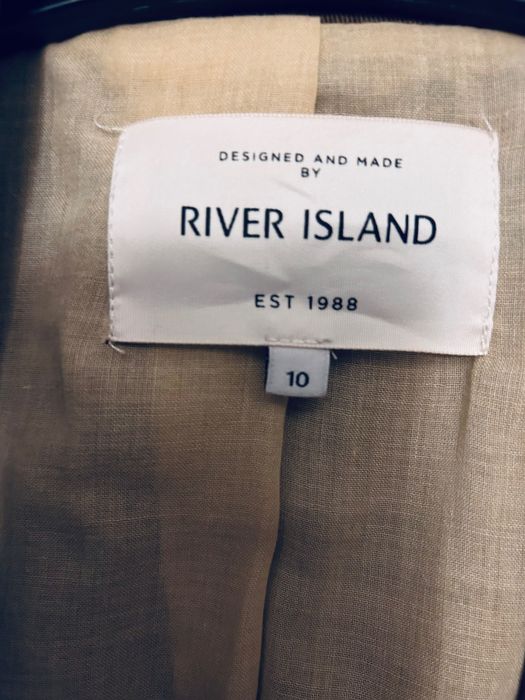 DESIGNED AND MADE
BY
RIVER ISLAND
EST 1988
10